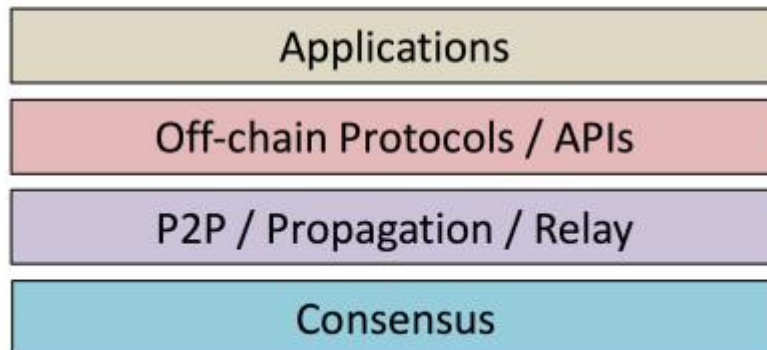 Applications
Off-chain Protocols / APIs
P2P / Propagation / Relay
Consensus